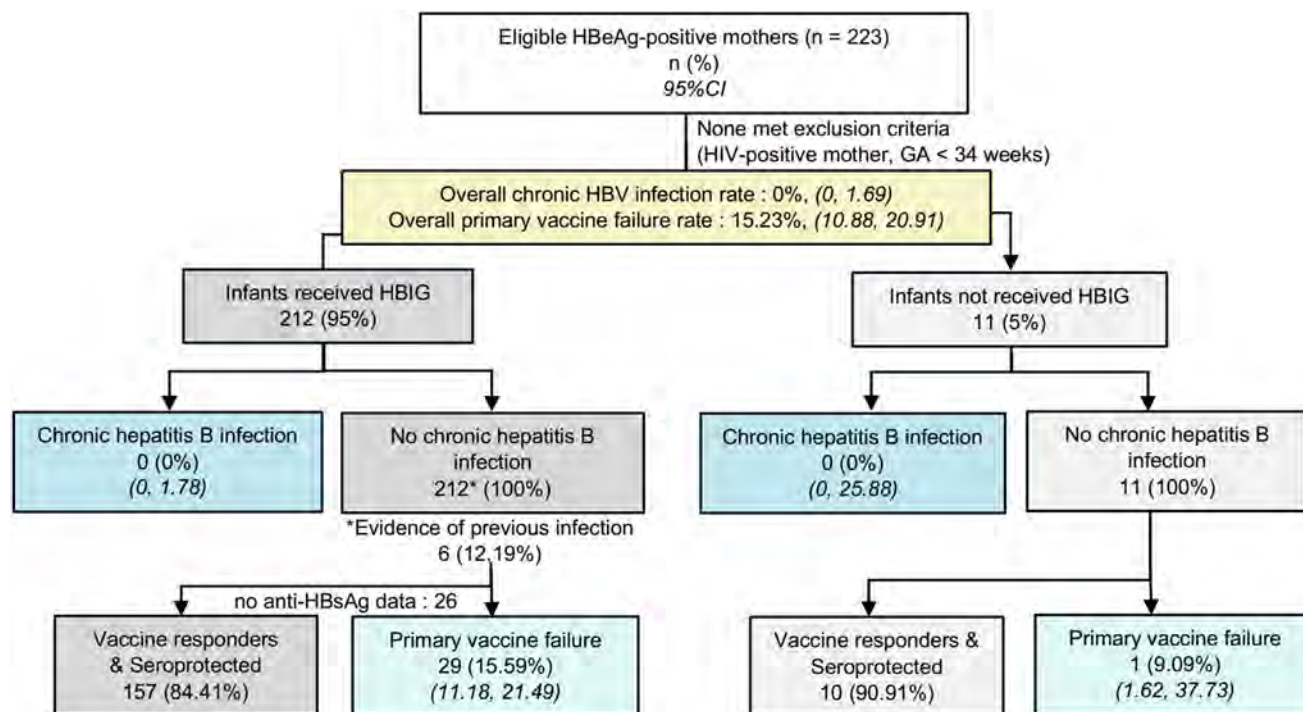 Eligible HBeAg-positive mothers (n = 223)
n (%)
95%CI
None met exclusion criteria
(HIV-positive mother, GA < 34 weeks)
Overall chronic HBV infection rate : 0%, (0, 1.69)
Overall primary vaccine failure rate : 15.23%, (10.88, 20.91)
Infants received HBIG
212 (95%)
Infants not received HBIG
11 (5%)
Chronic hepatitis B infection
0 (0%)
(0, 1.78)
No chronic hepatitis B
infection
212* (100%)
Chronic hepatitis B infection
0 (0%)
(0, 25.88)
No chronic hepatitis B
infection
11 (100%)
*Evidence of previous infection
6 (12.19%)
no anti-HBsAg data : 26
Vaccine responders
& Seroprotected
157 (84.41%)
Primary vaccine failure
29 (15.59%)
(11.18, 21.49)
Vaccine responders &
Seroprotected
10 (90.91%)
Primary vaccine failure
1 (9.09%)
(1.62, 37.73)